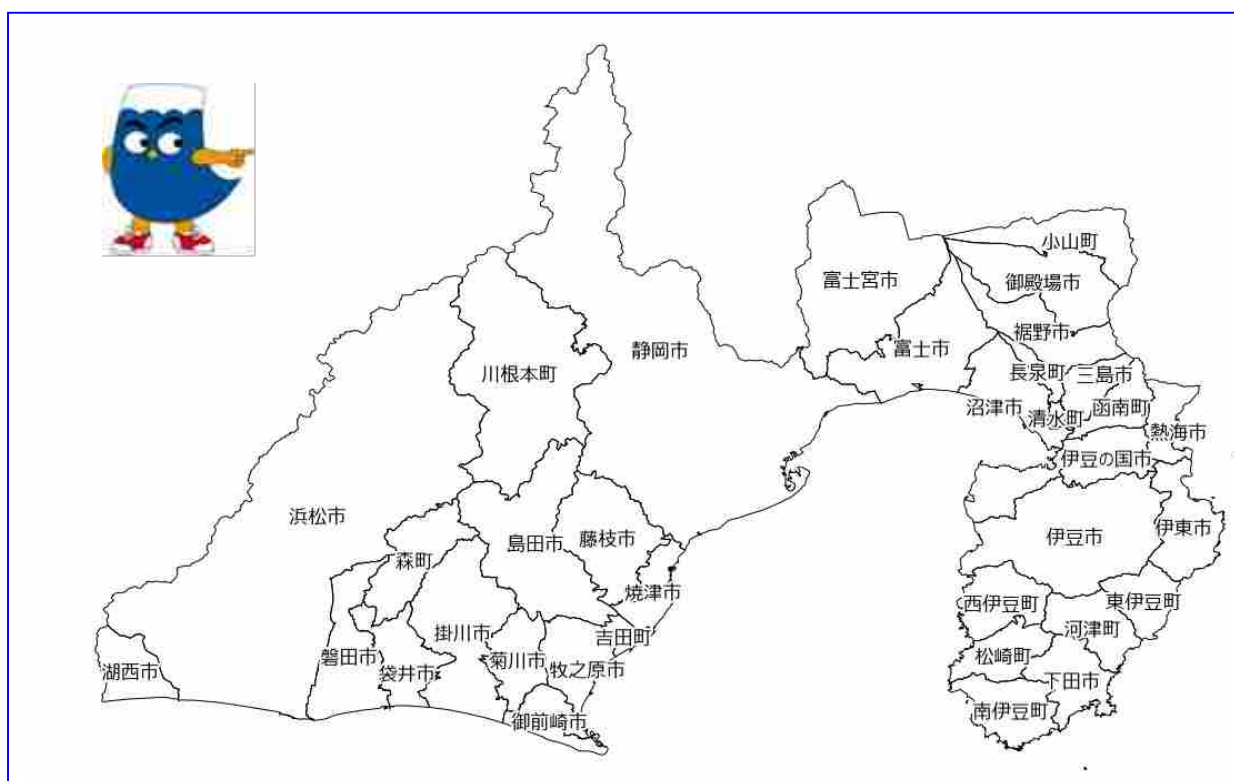 小山町
御殿場市
富士宮市
裾野市
富士市
静岡市
長泉町
三島市
川根本町
沼津市
清水町
函南町
熱海市
伊豆の国市
浜松市
伊東市
伊豆市
島田市
藤枝市
森町
焼津市
西伊豆町
東伊豆町
河津町
掛川市
吉田町
菊川市
磐田市
松崎町
湖西市
袋井市
牧之原市
下田市
南伊豆町
御前崎市